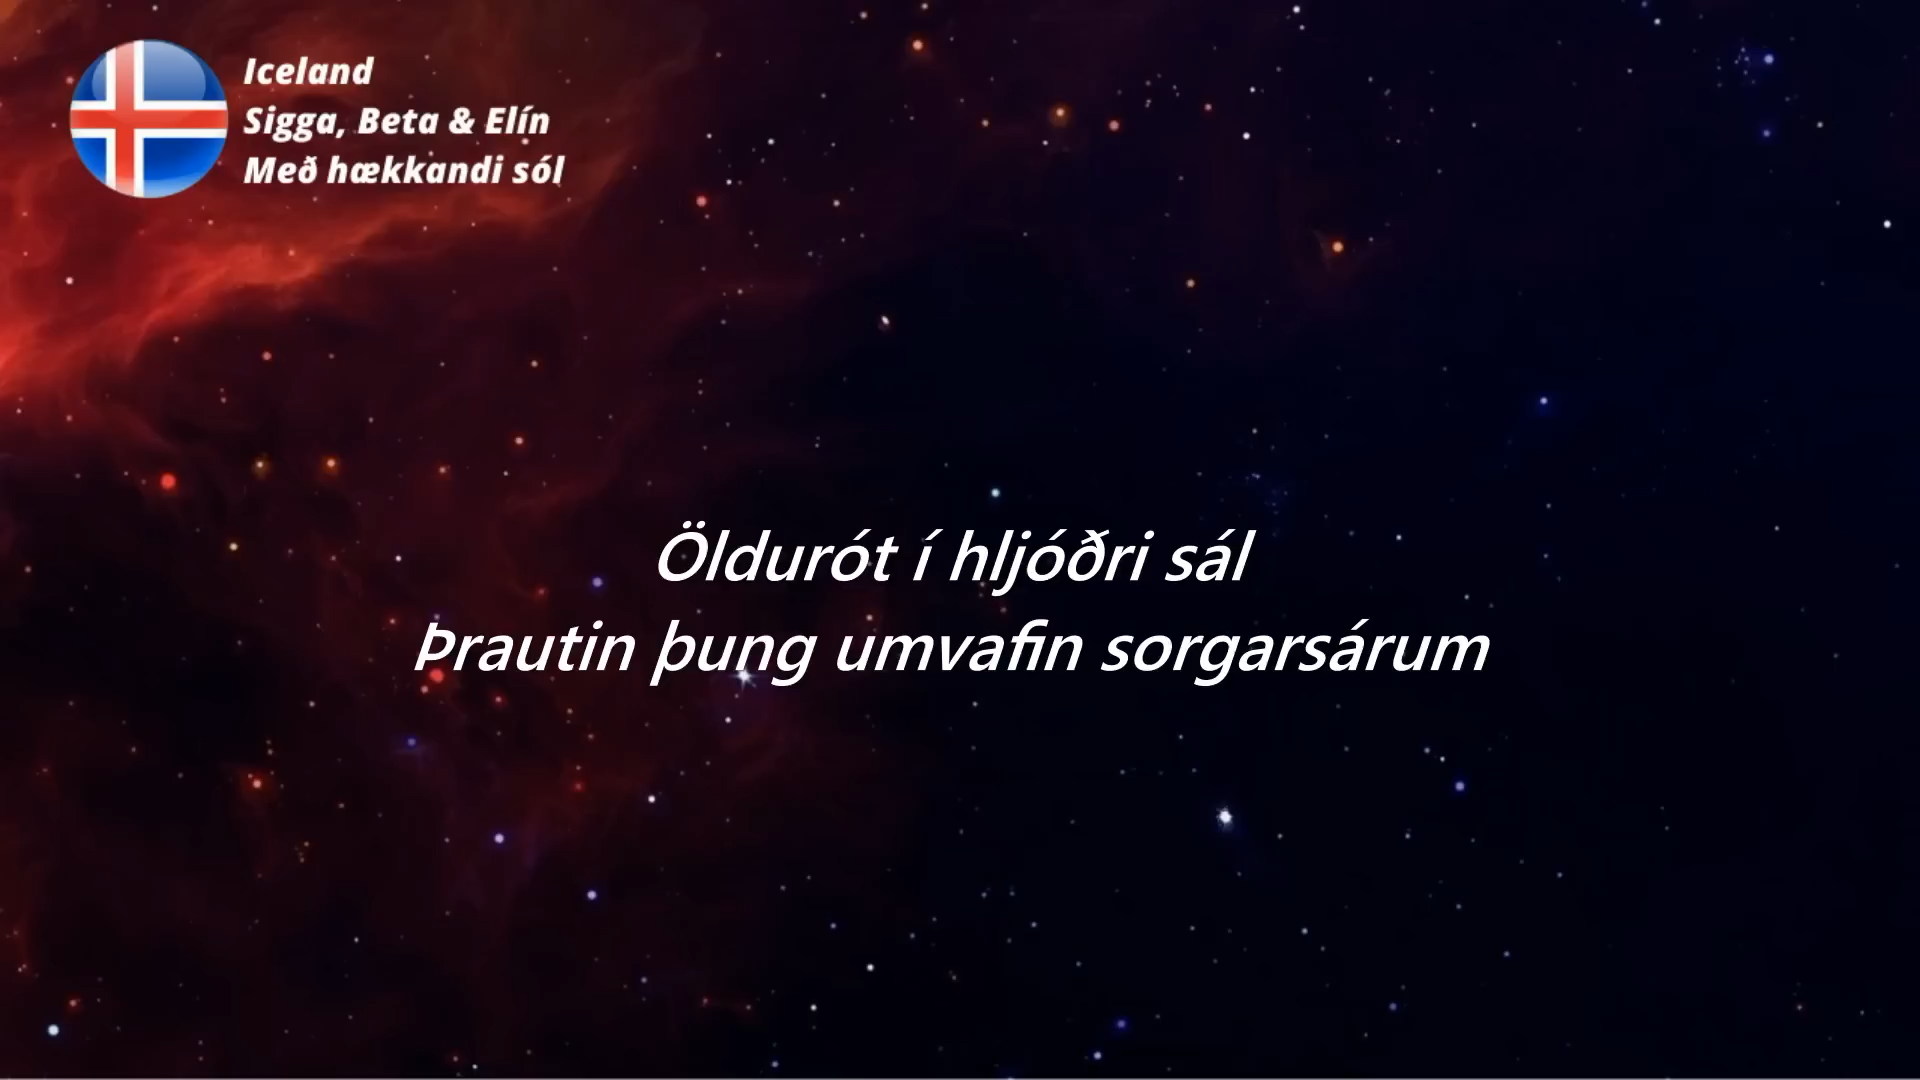 Iceland
Sigga, Beta & Elín
Með hækkandi sól
Öldurót í hljóðri sál
Þrautin þung umvafin sorgarsárum